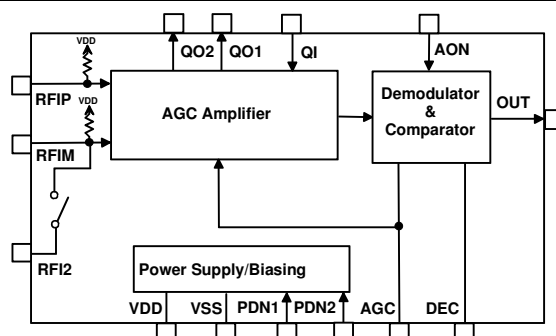 VDD
QO2
QO1
QI
AON
RFIP
VDD
AGC Amplifier
Demodulator
&
Comparator
OUT
RFIM
RFI2
Power Supply/Biasing
VDD
VSS
PDN1
PDN2
AGC
DEC